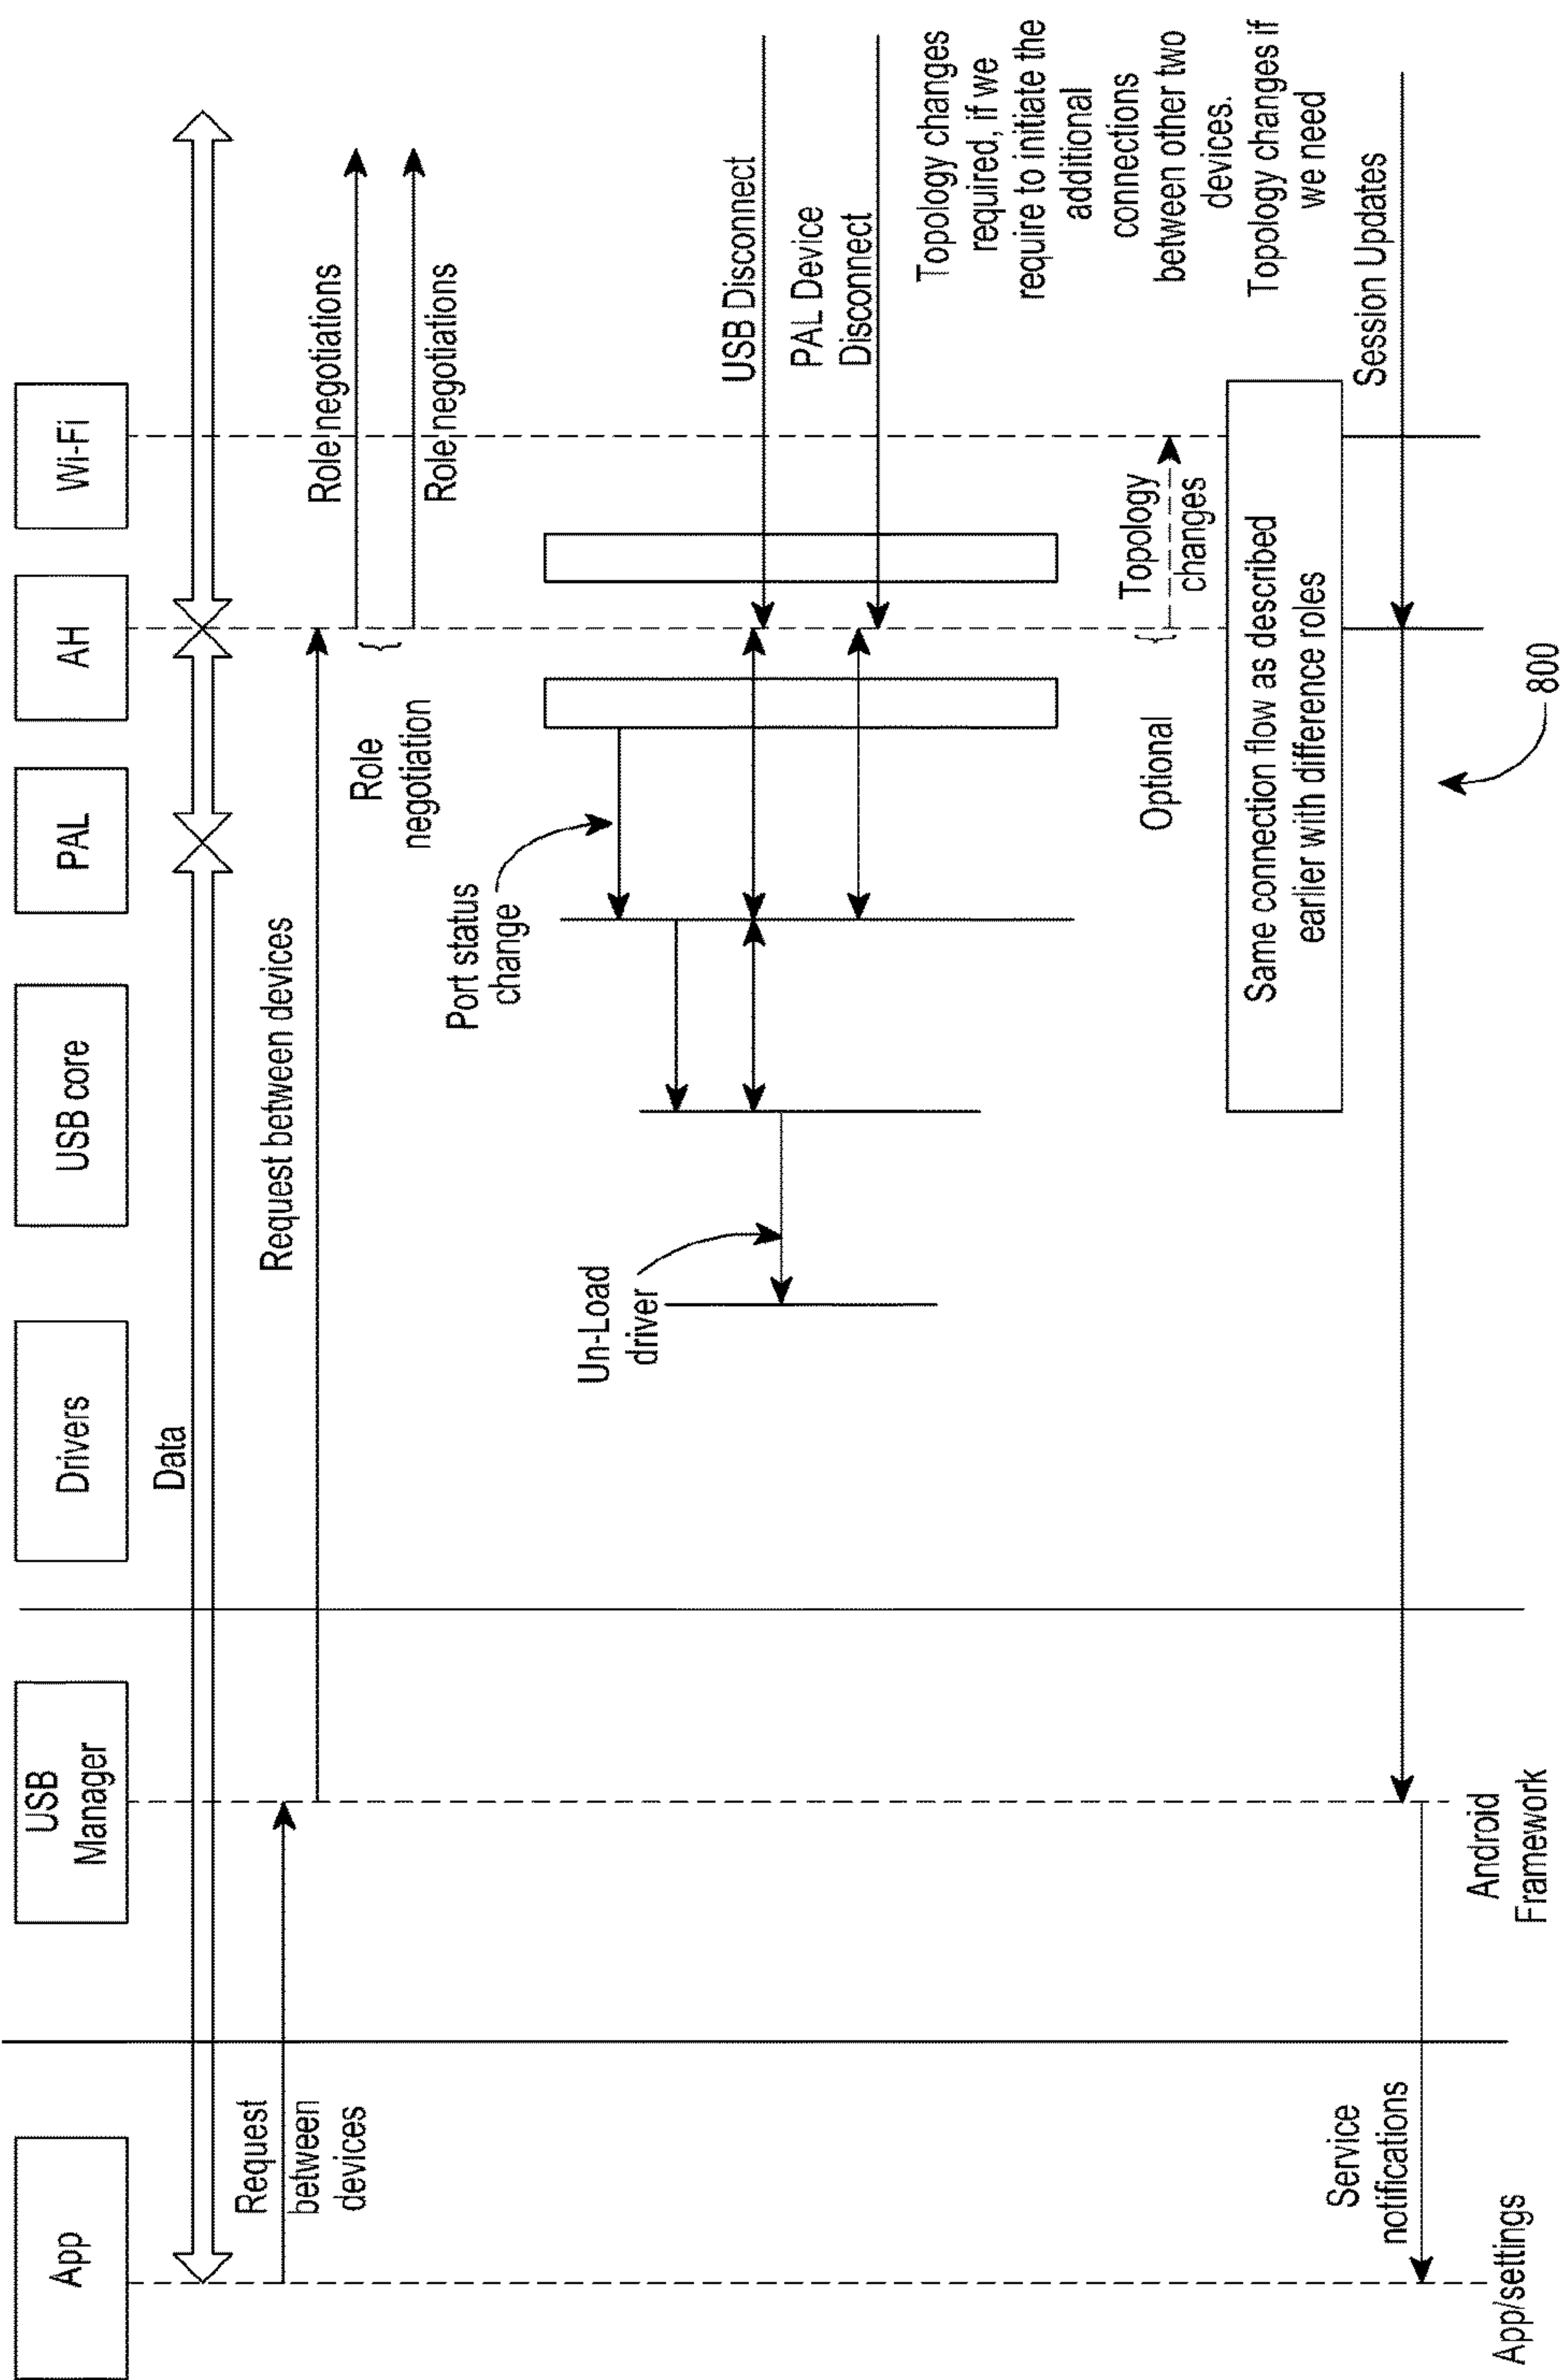 App
USB
Manager
Drivers
USB core
PAL
AH
Wi-Fi
Data
Request
between
devices
Request between devices
Role negotiations
Role
negotiation
Role negotiations
Port status
change
Un-Load
driver
USB Disconnect
PAL Device
Disconnect
Topology changes
required, if we
require to initiate the
additional
connections
between other two
devices.
Topology changes if
we need
Optional
Topology
changes
Same connection flow as described
earlier with difference roles
Session Updates
Service
notifications
App/settings
Android
Framework
800